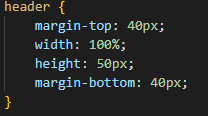 header {
    margin-top: 40px;
    width: 100%;
    height: 50px;
    margin-bottom: 40px;
}